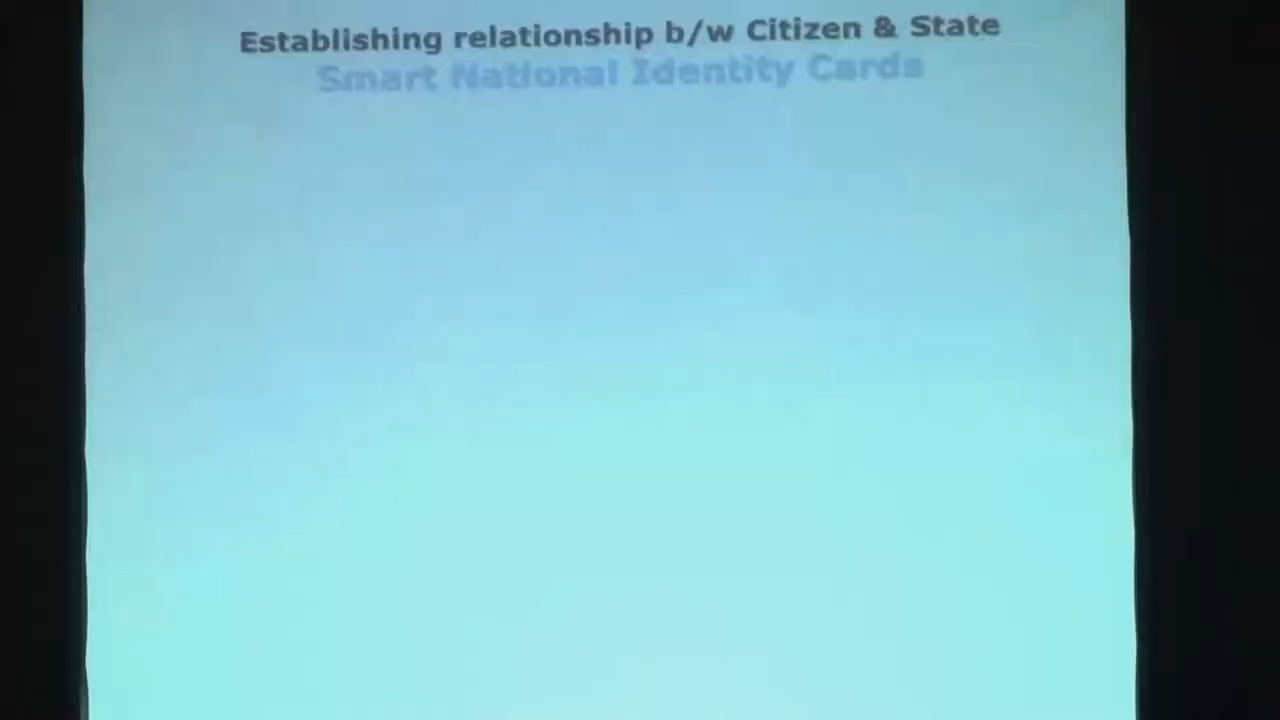 Establishing relationship b/w Citizen & State
Smart National Identity Cards